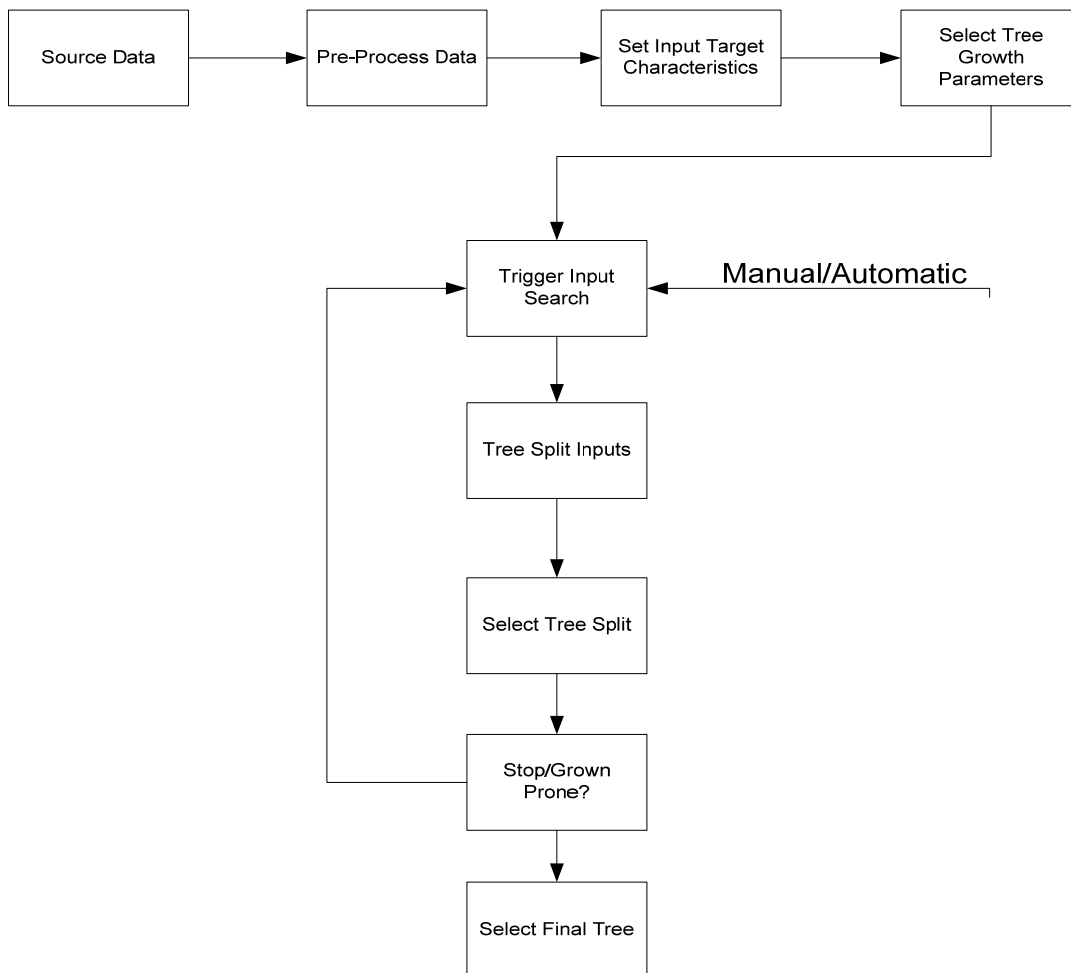 Source Data
Pre-Process Data
Set Input Target
Characteristics
Select Tree
Growth
Parameters
Trigger Input
Search
Manual/Automatic
Tree Split Inputs
Select Tree Split
Stop/Grown
Prone?
Select Final Tree